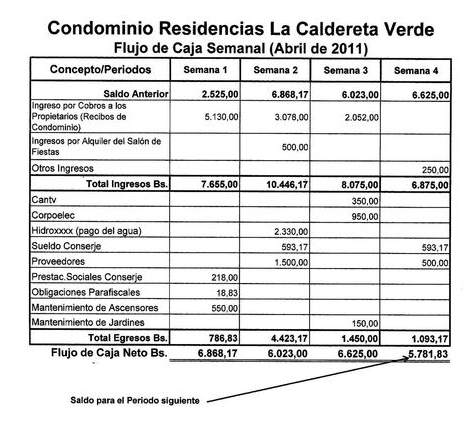 Condominio Residencias La Caldereta Verde
Flujo de Caja Semanal (Abril de 2011)
Concepto/Periodos Semana 1 Semana 2 Semana 3 Semana 4
Saldo Anterior 2.525,00 6.868,17 6.023,00 6.625,00
Ingreso por Cobros a los
Propietarios (Recibos de 5.130,00 3.078,00 2.052,00
Condominio)
Ingresos por Alquiler del Salón de
Fiestas 500,00
Otros Ingresos 250,00
Total Ingresos Bs. 7.655,00 10.446,17 8.075,00 6.875,00
Cantv 350,00
Corpoelec 950,00
Hidroxxxx (pago del agua) 2.330,00
Sueldo Conserje 593,17 593,17
Proveedores 1.500,00 500,00
Prestac.Sociales Conserje 218,00
Obligaciones Parafiscales 18,83
Mantenimiento de Ascensores 550,00
Mantenimiento de Jardines 150,00
Total Egresos Bs. 786,83 4.423,17 1.450,00 1.093,17
Flujo de Caja Neto Bs. 6.868,17 6.023,00 6.625,00 5.781,83
Saldo para el Periodo siguiente